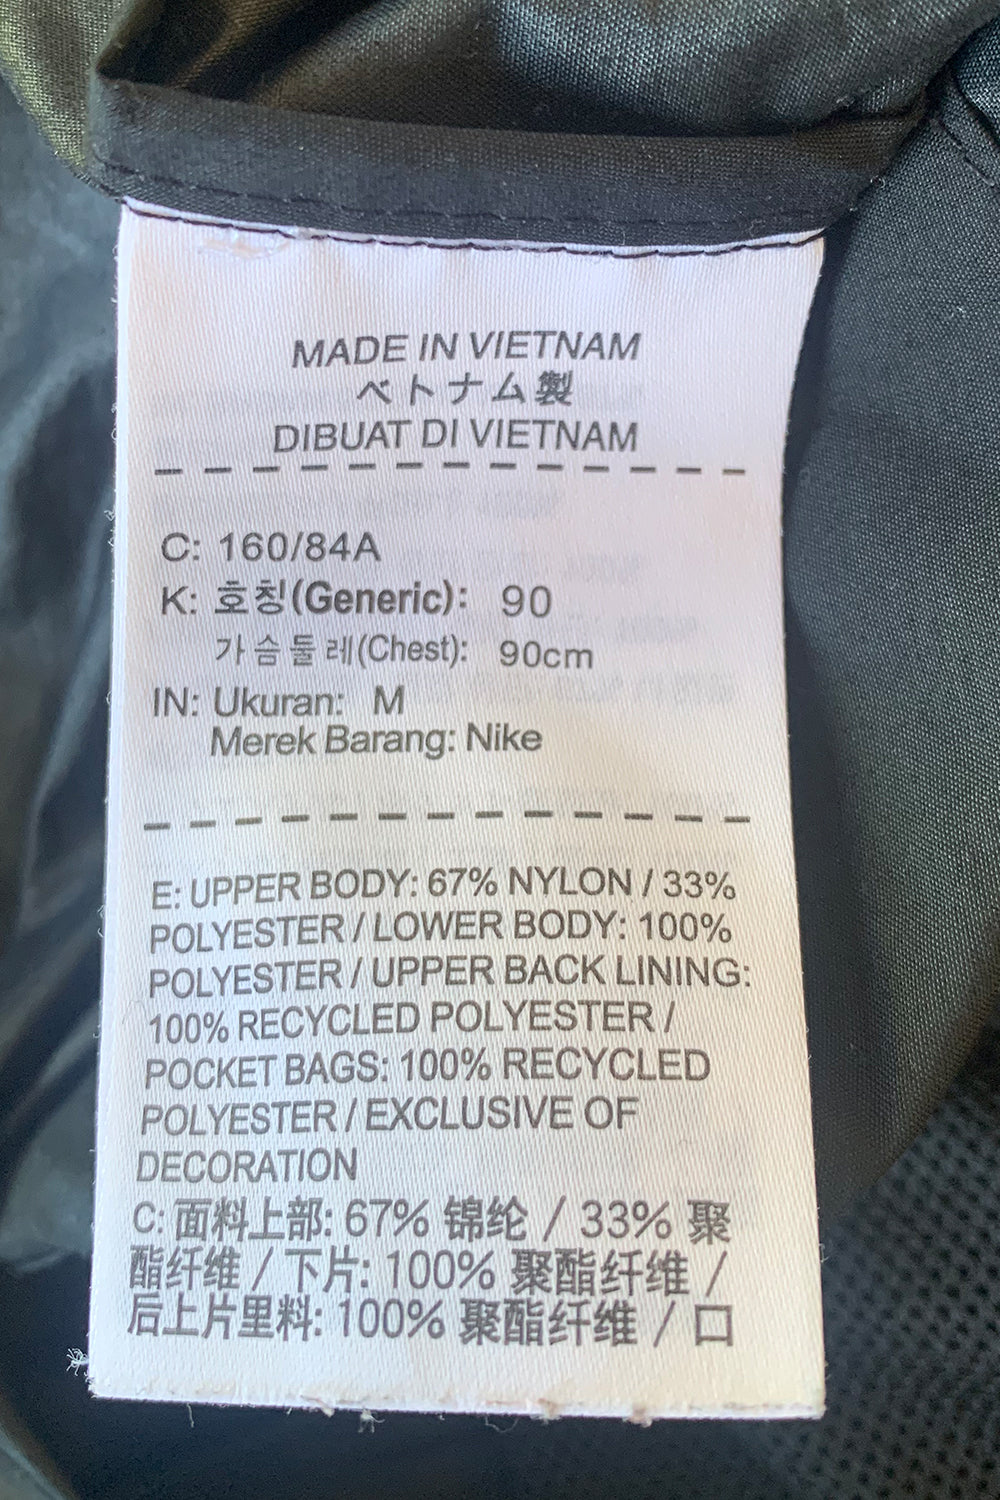 MADE IN VIETNAM
ベトナム製
DIBUAT DI VIETNAM
C: 160/84A
K: 호칭(Generic): 90
가슴둘레(Chest): 90cm
IN: Ukuran: M
Merek Barang: Nike
E: UPPER BODY: 67% NYLON / 33%
POLYESTER / LOWER BODY: 100%
POLYESTER / UPPER BACK LINING:
100% RECYCLED POLYESTER /
POCKET BAGS: 100% RECYCLED
POLYESTER / EXCLUSIVE OF
DECORATION
C: 面料上部: 67% 锦纶 / 33% 聚
酯纤维 / 下片: 100% 聚酯纤维 /
后上片里料: 100% 聚酯纤维 / 口